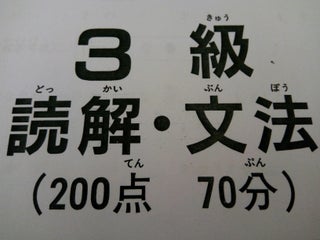 きゅう
3 級
どっ かい ぶん ぽう
読解・文法
てん ぷん
(200点 70分)